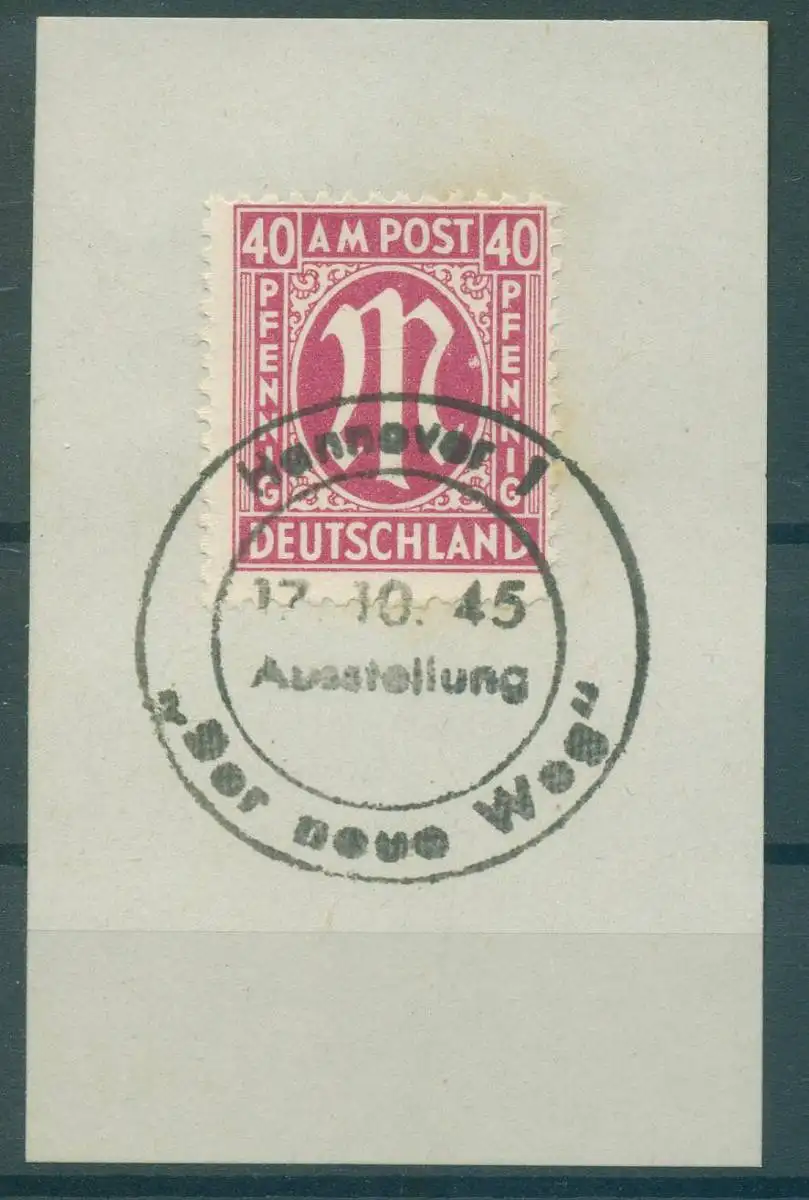 40 AM POST 40
PFENNIG
PFENNIG
M
DEUTSCHLAND
Hannover 1
17. 10. 45
Ausstellung
„Der neue Weg“